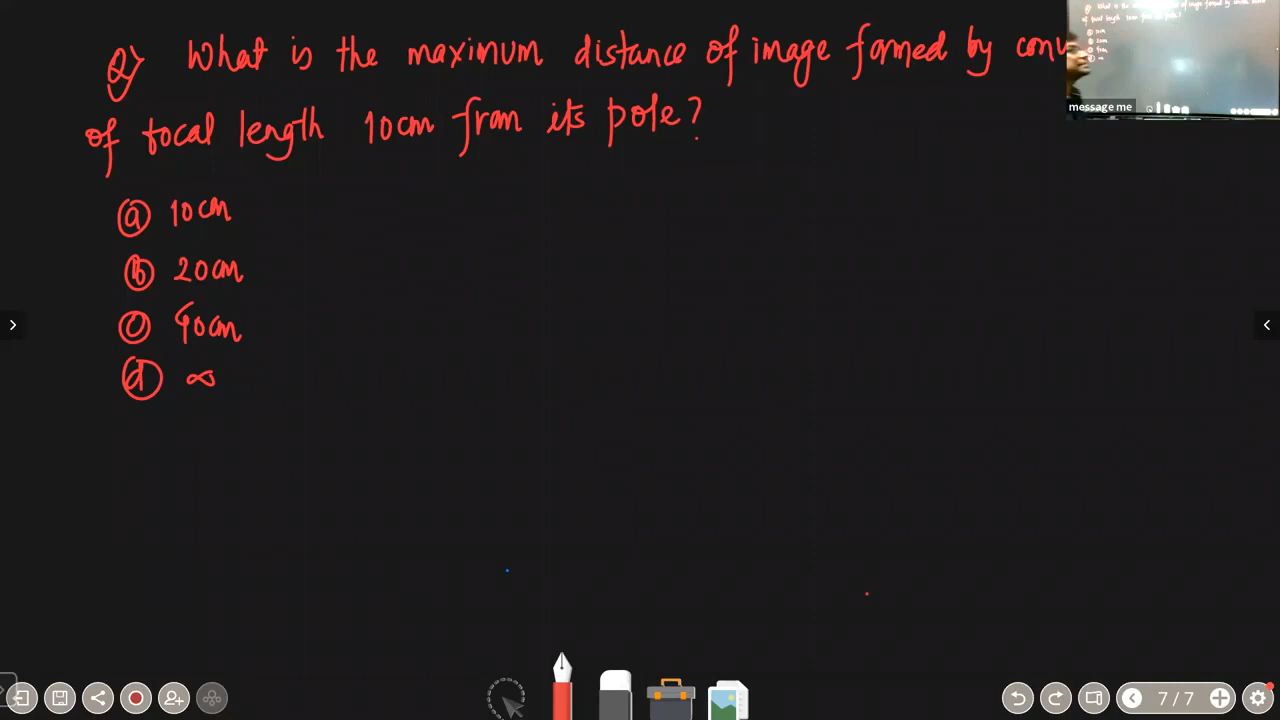 Q) What is the maximum distance of image formed by conv
of focal length 10cm from its pole?
(a) 10cm
(b) 20cm
(c) 40cm
(d) ∞
message me
7/7